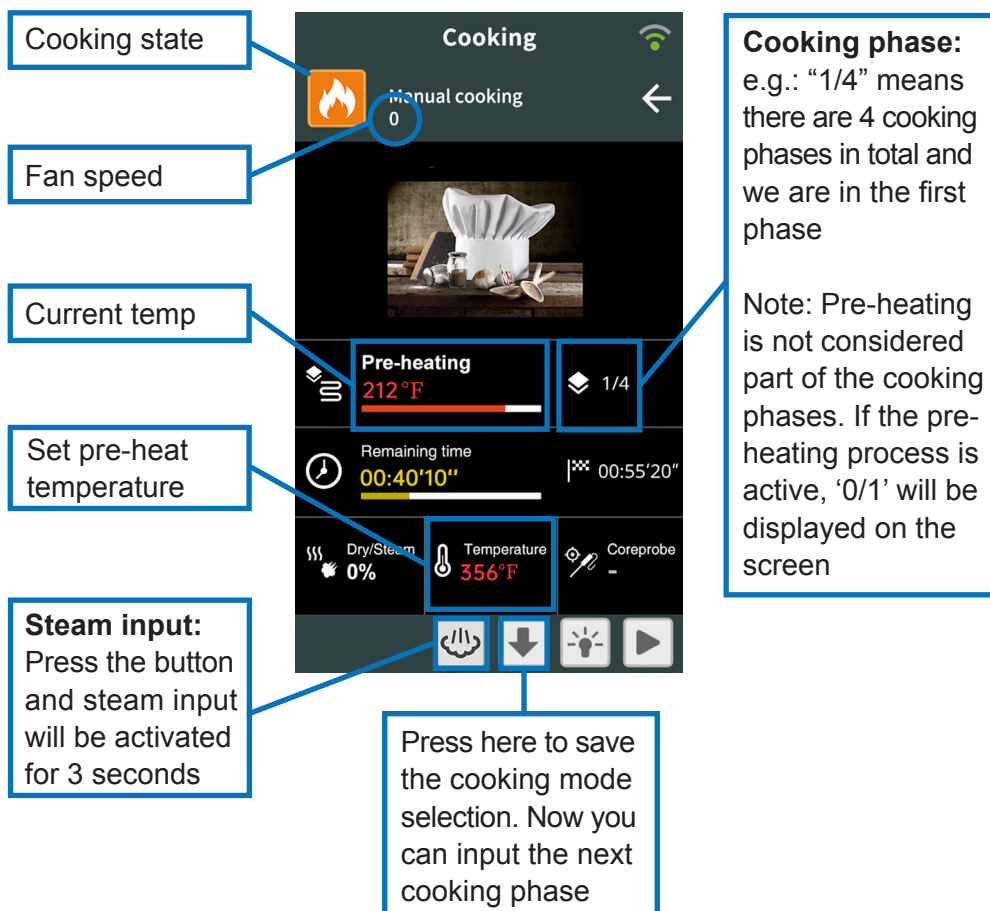 Cooking state
Fan speed
Current temp
Set pre-heat
temperature
Steam input:
Press the button
and steam input
will be activated
for 3 seconds
Cooking
Manual cooking
0
Pre-heating
212°F
1/4
Remaining time
00:40'10''
00:55'20"
Dry/Steam
0%
Temperature
356°F
Coreprobe
-
Press here to save
the cooking mode
selection. Now you
can input the next
cooking phase
Cooking phase:
e.g.: “1/4” means
there are 4 cooking
phases in total and
we are in the first
phase
Note: Pre-heating
is not considered
part of the cooking
phases. If the pre-
heating process is
active, ‘0/1’ will be
displayed on the
screen